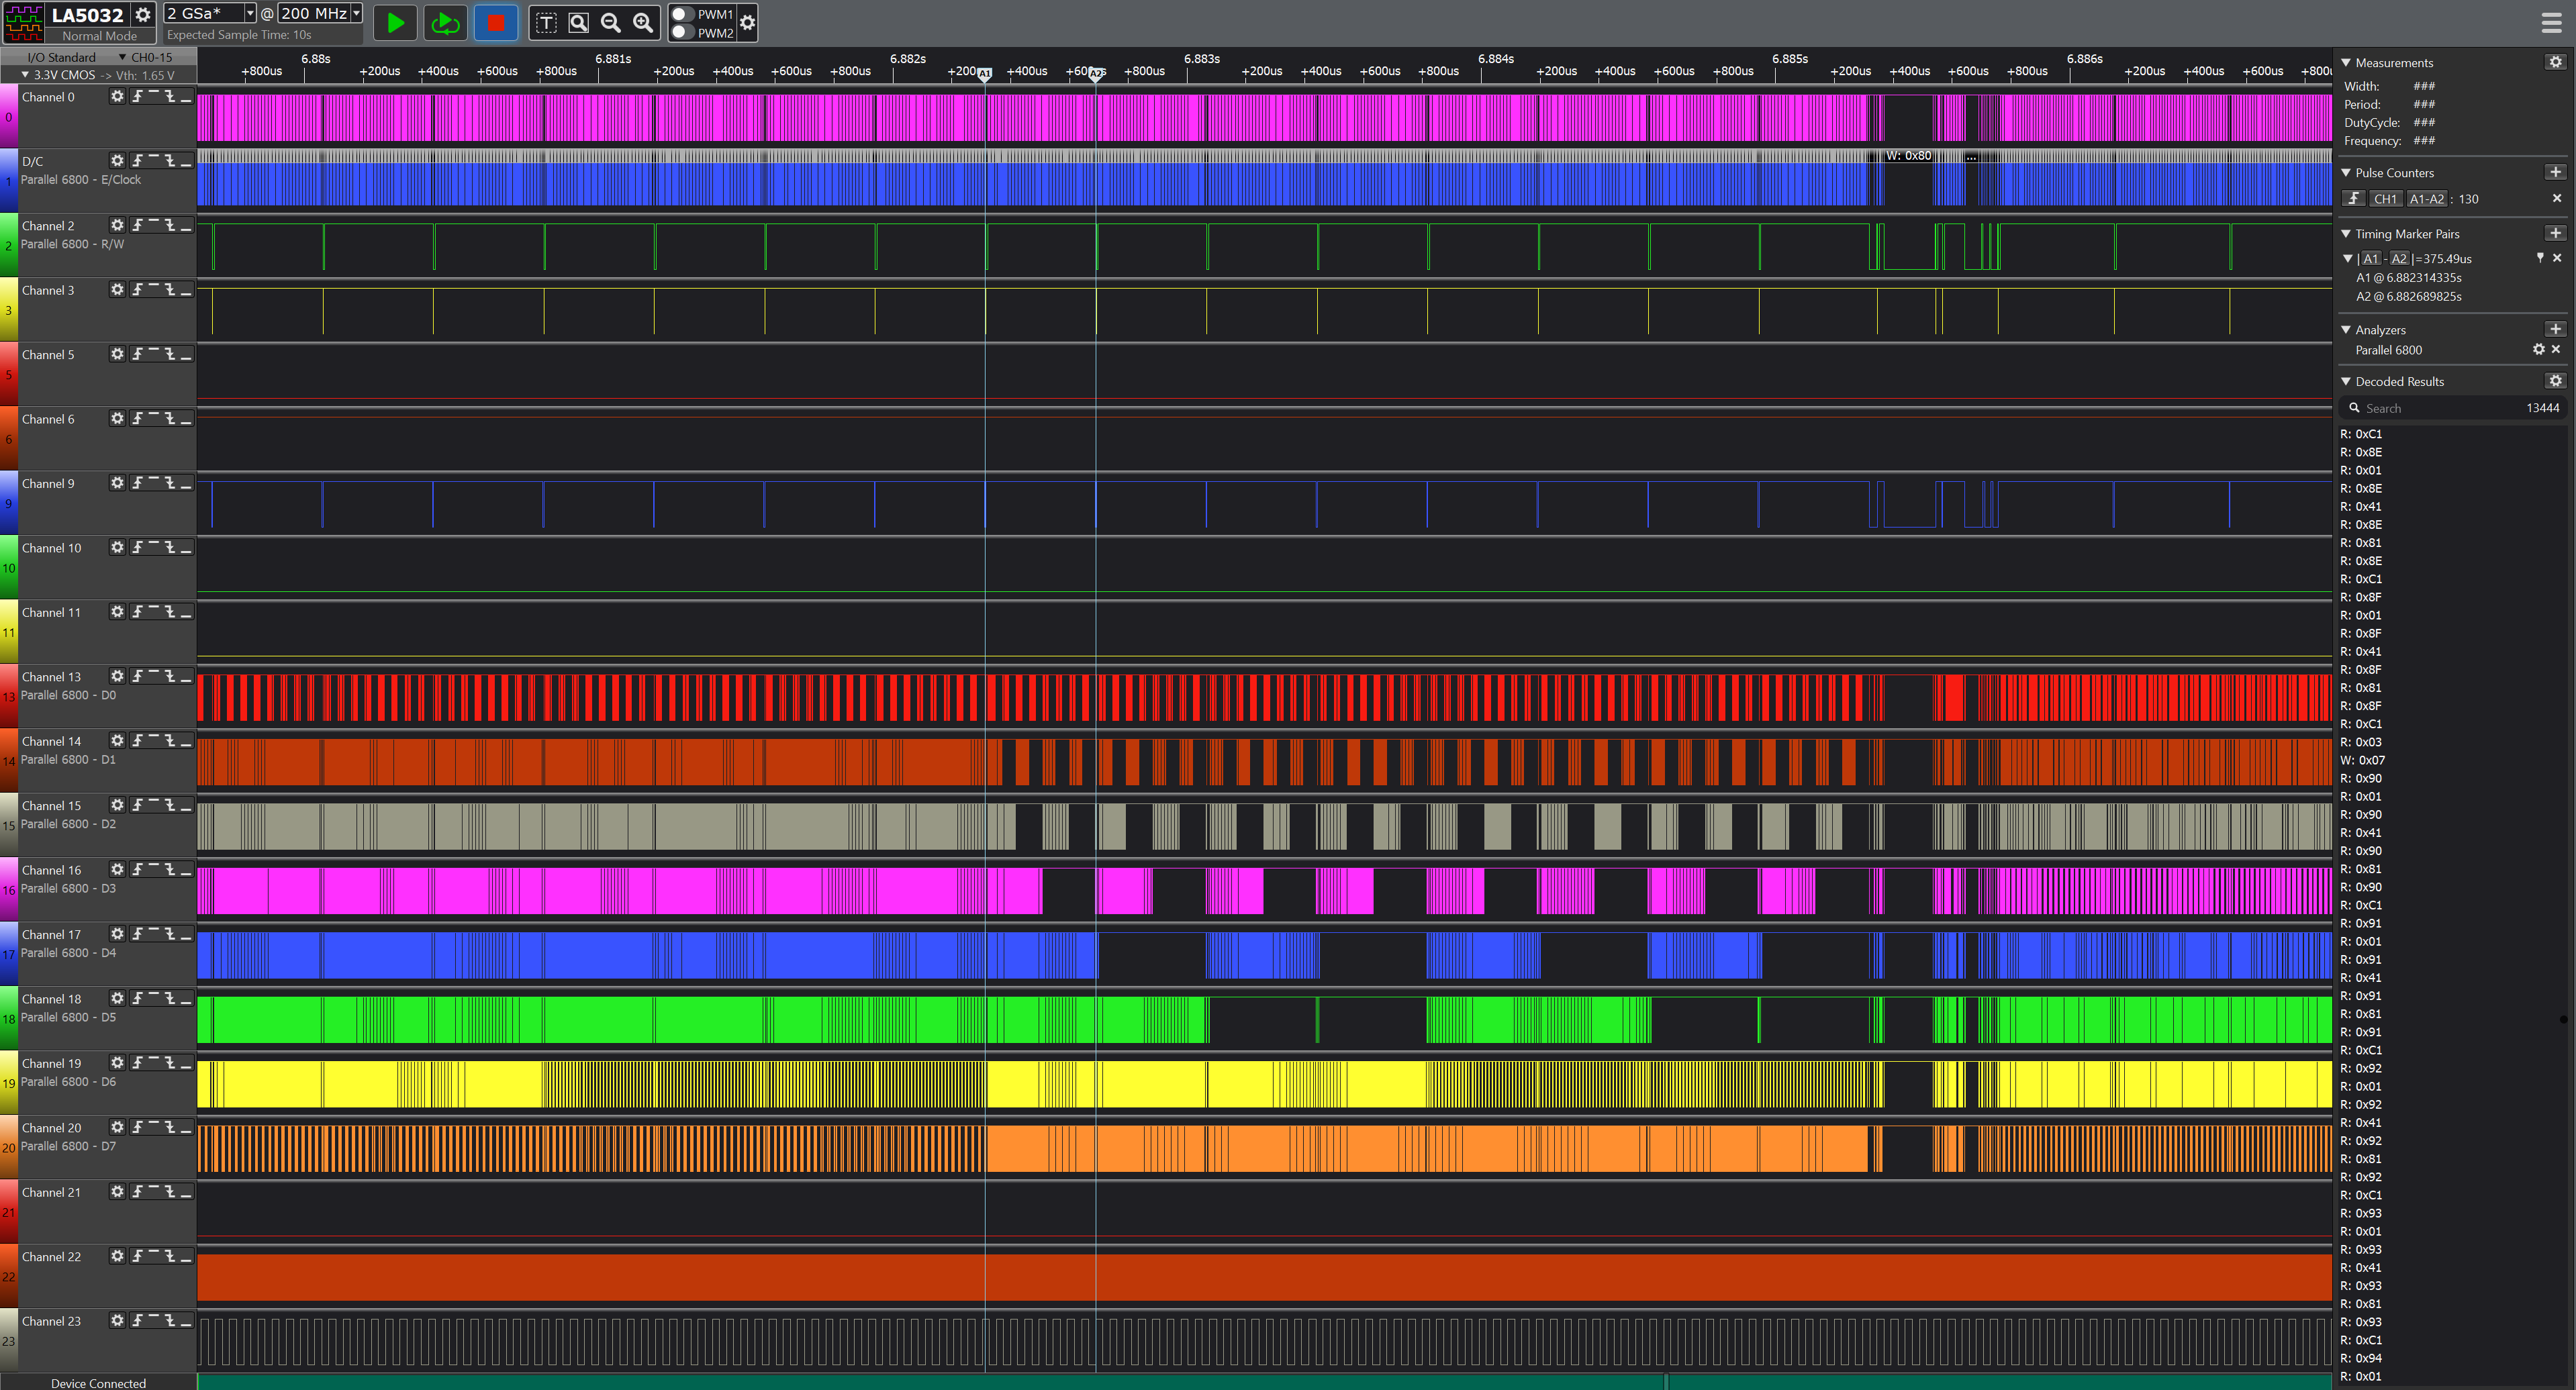 LA5032
Normal Mode
2 GSa* @ 200 MHz
Expected Sample Time: 10s
T
PWM1
PWM2
I/O Standard CH0-15
3.3V CMOS -> Vth: 1.65 V
6.88s 6.881s 6.882s 6.883s 6.884s 6.885s 6.886s
+800us +200us +400us +600us +800us +200us +400us +600us +800us +200 A1 +400us +600 A2 s +800us +200us +400us +600us +800us +200us +400us +600us +800us +200us +400us +600us +800us +200us +400us +600us +800u
0 Channel 0
1 D/C
Parallel 6800 - E/Clock
W: 0x80 ...
2 Channel 2
Parallel 6800 - R/W
3 Channel 3
5 Channel 5
6 Channel 6
9 Channel 9
10 Channel 10
11 Channel 11
13 Channel 13
Parallel 6800 - D0
14 Channel 14
Parallel 6800 - D1
15 Channel 15
Parallel 6800 - D2
16 Channel 16
Parallel 6800 - D3
17 Channel 17
Parallel 6800 - D4
18 Channel 18
Parallel 6800 - D5
19 Channel 19
Parallel 6800 - D6
20 Channel 20
Parallel 6800 - D7
21 Channel 21
22 Channel 22
23 Channel 23
Device Connected
Measurements
Width: ###
Period: ###
DutyCycle: ###
Frequency: ###
Pulse Counters
CH1 A1-A2 : 130
Timing Marker Pairs
| A1 - A2 |=375.49us
A1 @ 6.882314335s
A2 @ 6.882689825s
Analyzers
Parallel 6800
Decoded Results
Search 13444
R: 0xC1
R: 0x8E
R: 0x01
R: 0x8E
R: 0x41
R: 0x8E
R: 0x81
R: 0x8E
R: 0xC1
R: 0x8F
R: 0x01
R: 0x8F
R: 0x41
R: 0x8F
R: 0x81
R: 0x8F
R: 0xC1
R: 0x03
W: 0x07
R: 0x90
R: 0x01
R: 0x90
R: 0x41
R: 0x90
R: 0x81
R: 0x90
R: 0xC1
R: 0x91
R: 0x01
R: 0x91
R: 0x41
R: 0x91
R: 0x81
R: 0x91
R: 0xC1
R: 0x92
R: 0x01
R: 0x92
R: 0x41
R: 0x92
R: 0x81
R: 0x92
R: 0xC1
R: 0x93
R: 0x01
R: 0x93
R: 0x41
R: 0x93
R: 0x81
R: 0x93
R: 0xC1
R: 0x94
R: 0x01